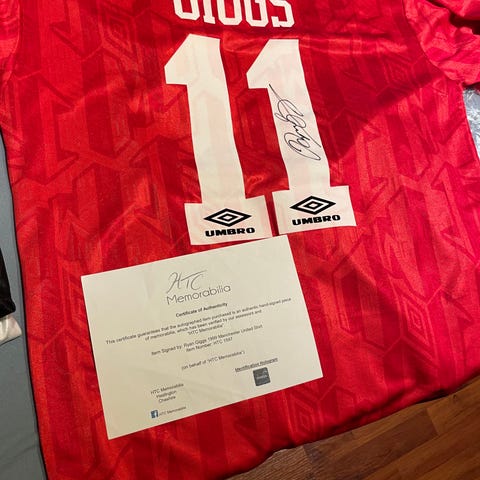 GIGGS
11
UMBRO
UMBRO
HTC
Memorabilia
Certificate of Authenticity
This certificate guarantees that the autographed item purchased is an authentic hand-signed piece
of memorabilia, which has been verified by our assessors and
"HTC Memorabilia"
Item Signed by: Ryan Giggs 1999 Manchester United Shirt
Item Number: HTC 1597
(on behalf of "HTC Memorabilia")
Identification Hologram
HTC Memorabilia
Helsby
Cheshire
HTC Memorabilia